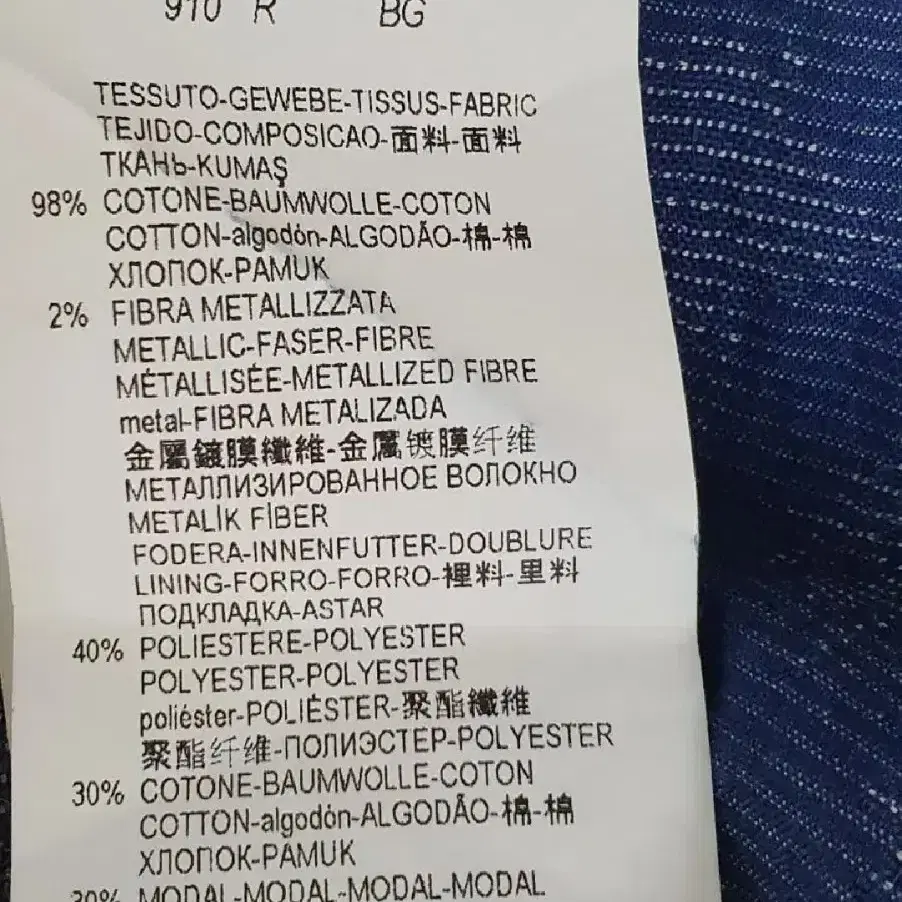 910 R BG
TESSUTO-GEWEBE-TISSUS-FABRIC
TEJIDO-COMPOSICAO-面料-面料
ТКАНЬ-KUMAŞ
98% COTONE-BAUMWOLLE-COTON
COTTON-algodón-ALGODÃO-棉-棉
ХЛОПОК-PAMUK
2% FIBRA METALLIZZATA
METALLIC-FASER-FIBRE
MÉTALLISÉE-METALLIZED FIBRE
metal-FIBRA METALIZADA
金屬鍍膜纖維-金屬镀膜纤维
МЕТАЛЛИЗИРОВАННОЕ ВОЛОКНО
METALİK FİBER
FODERA-INNENFUTTER-DOUBLURE
LINING-FORRO-FORRO-裡料-里料
ПОДКЛАДКА-ASTAR
40% POLIESTERE-POLYESTER
POLYESTER-POLYESTER
poliéster-POLIÉSTER-聚酯纖維
聚酯纤维-ПОЛИЭСТЕР-POLYESTER
30% COTONE-BAUMWOLLE-COTON
COTTON-algodón-ALGODÃO-棉-棉
ХЛОПОК-PAMUK
30% MODAL-MODAL-MODAL-MODAL